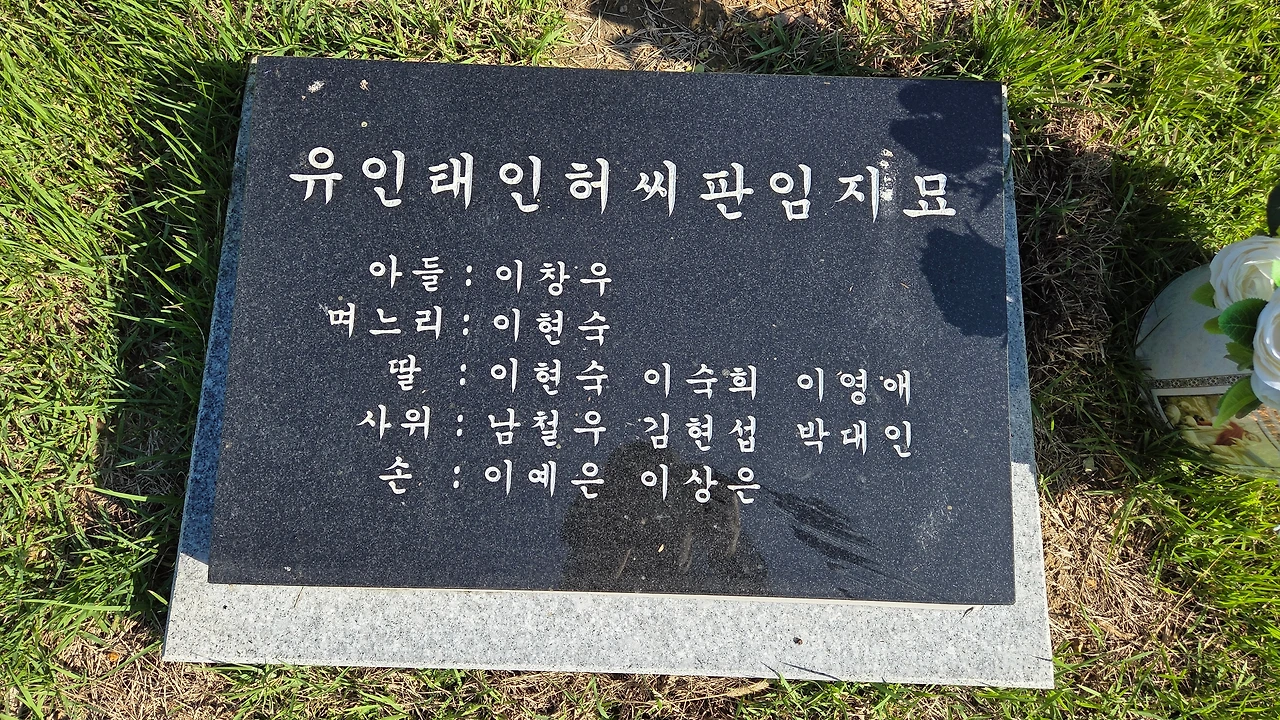 유인태인허씨판임지묘
아들 : 이창우
며느리 : 이현숙
딸 : 이현숙 이숙희 이영애
사위 : 남철우 김현섭 박대인
손 : 이예은 이상은